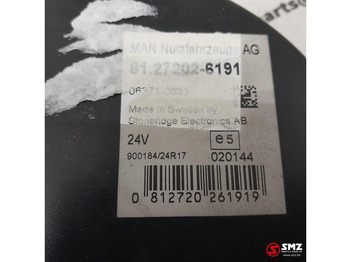 arts@
MAN Nutzfahrzeuge AG
81.27202-6191
Made in Sweden by
Stoneridge Electronics AB
24V
e5
900184/24R17
020144
0 812720 261919
SMZ